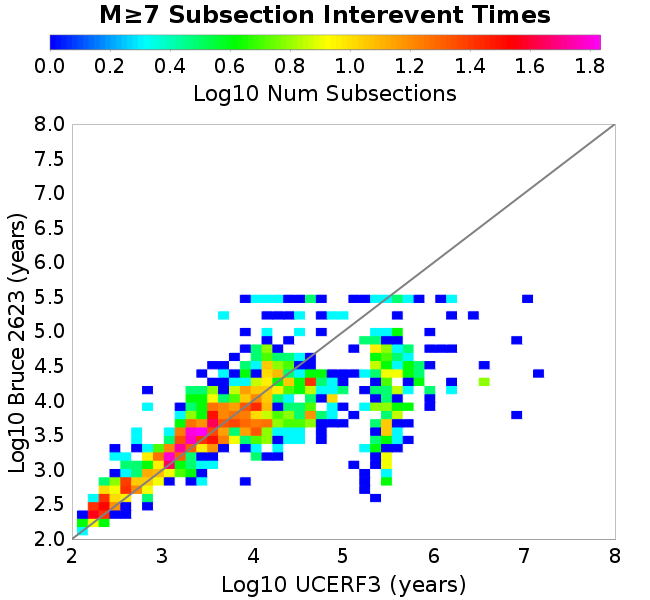 M≥7 Subsection Interevent Times
0.0 0.2 0.4 0.6 0.8 1.0 1.2 1.4 1.6 1.8
Log10 Num Subsections
Log10 Bruce 2623 (years)
8.0
7.5
7.0
6.5
6.0
5.5
5.0
4.5
4.0
3.5
3.0
2.5
2.0
2 3 4 5 6 7 8
Log10 UCERF3 (years)